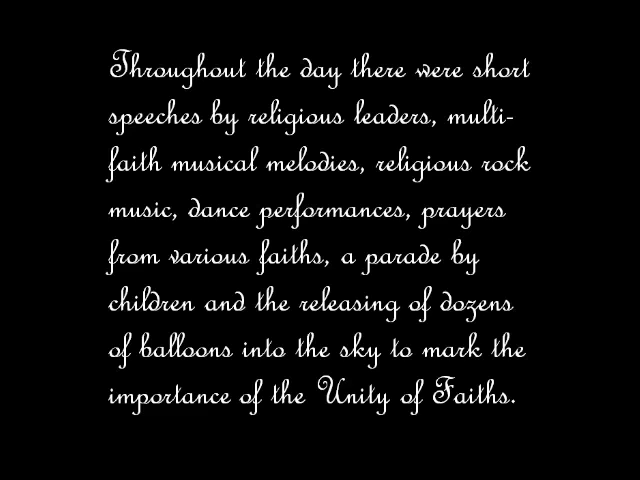 Throughout the day there were short
speeches by religious leaders, multi-
faith musical melodies, religious rock
music, dance performances, prayers
from various faiths, a parade by
children and the releasing of dozens
of balloons into the sky to mark the
importance of the Unity of Faiths.